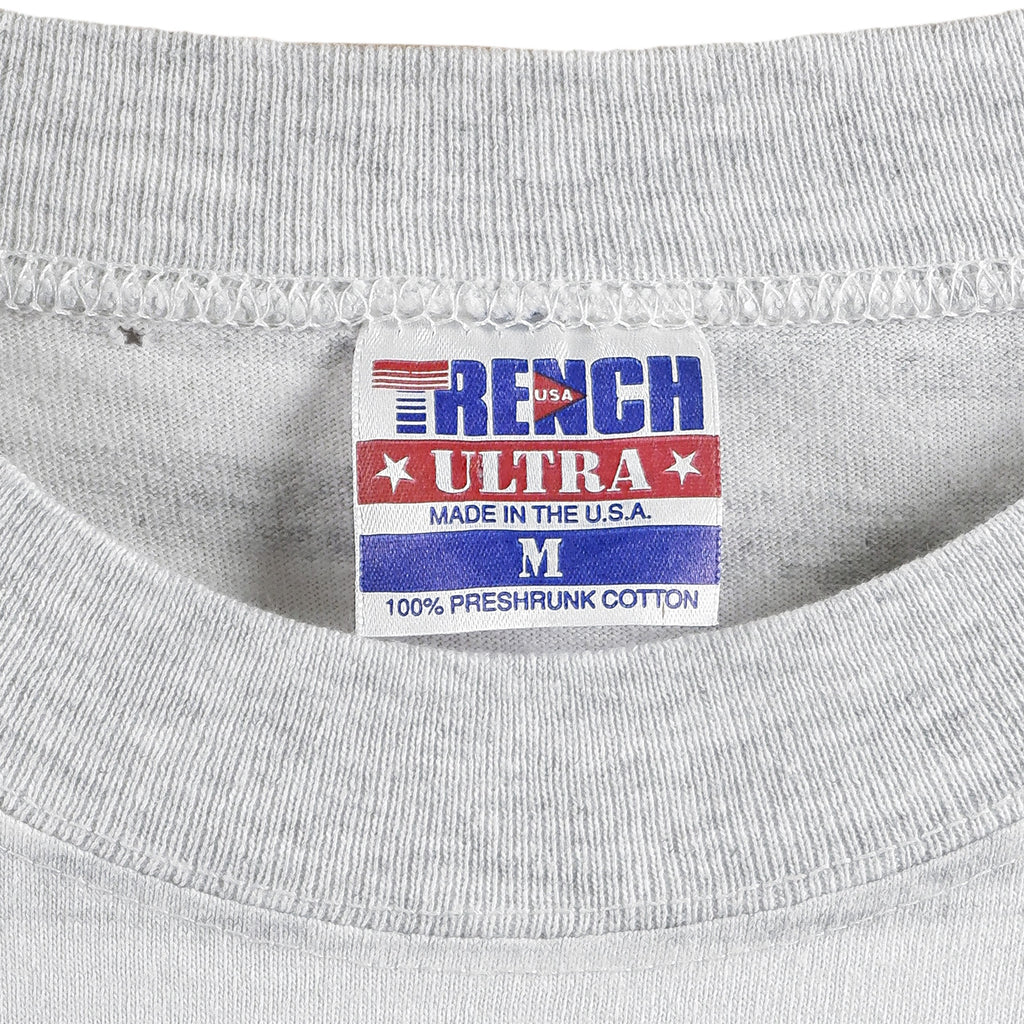 TRENCH
USA
ULTRA
MADE IN THE U.S.A.
M
100% PRESHRUNK COTTON